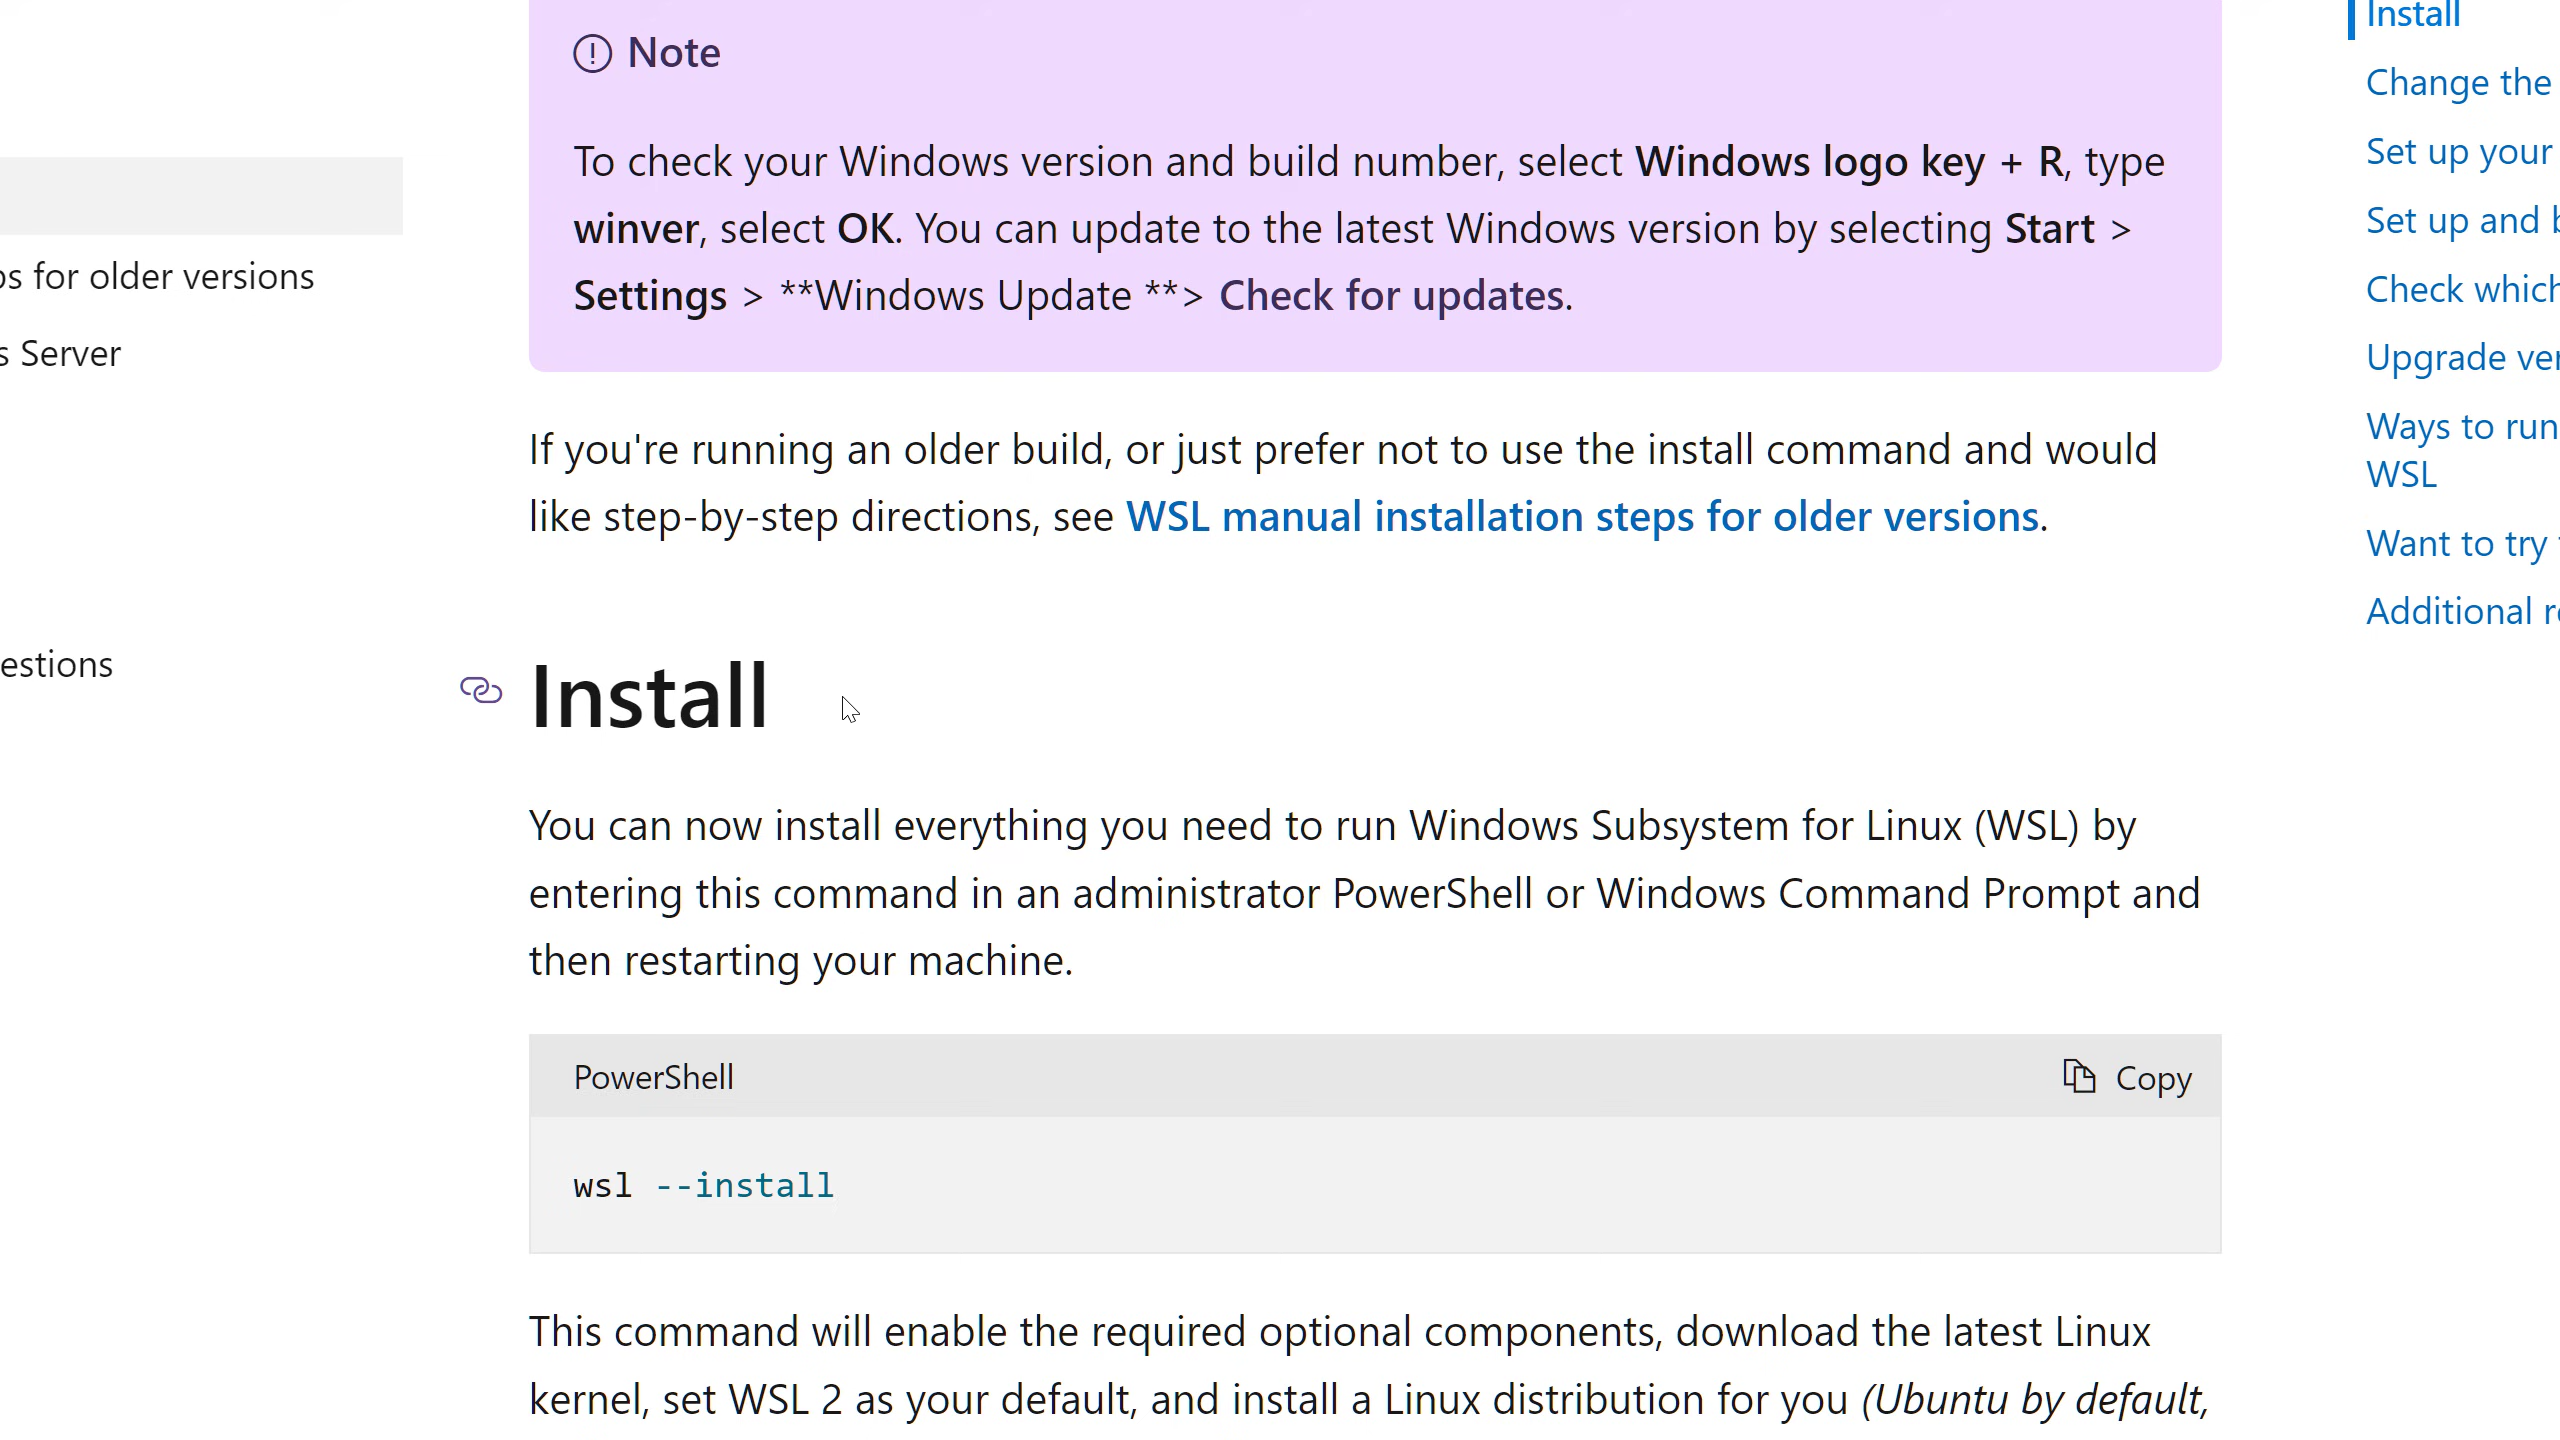 Note
To check your Windows version and build number, select Windows logo key + R, type
winver, select OK. You can update to the latest Windows version by selecting Start >
Settings > **Windows Update **> Check for updates.
If you're running an older build, or just prefer not to use the install command and would
like step-by-step directions, see WSL manual installation steps for older versions.
Install
You can now install everything you need to run Windows Subsystem for Linux (WSL) by
entering this command in an administrator PowerShell or Windows Command Prompt and
then restarting your machine.
PowerShell
Copy
wsl --install
This command will enable the required optional components, download the latest Linux
kernel, set WSL 2 as your default, and install a Linux distribution for you (Ubuntu by default,
for older versions
Server
Install
Change the
Set up your
Set up and
Check
Upgrade
Ways to run
WSL
Want to try
Additional